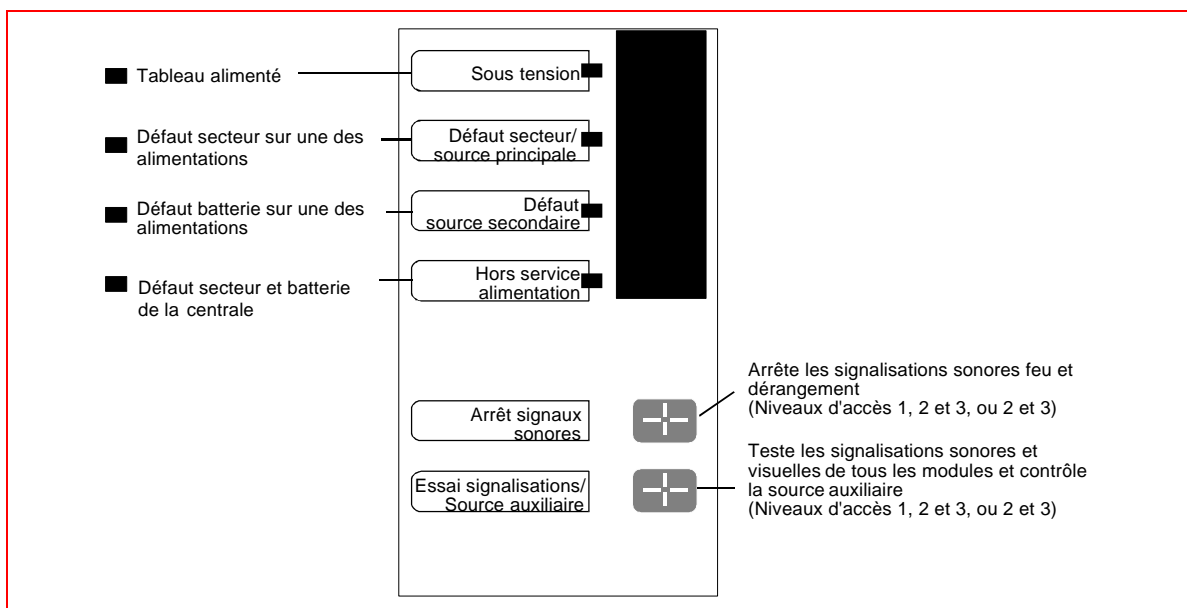 Tableau alimenté
Sous tension
Défaut secteur sur une des
alimentations
Défaut secteur/
source principale
Défaut batterie sur une des
alimentations
Défaut
source secondaire
Défaut secteur et batterie
de la centrale
Hors service
alimentation
Arrêt signaux
sonores
Arrête les signalisations sonores feu et
dérangement
(Niveaux d'accès 1, 2 et 3, ou 2 et 3)
Essai signalisations/
Source auxiliaire
Teste les signalisations sonores et
visuelles de tous les modules et contrôle
la source auxiliaire
(Niveaux d'accès 1, 2 et 3, ou 2 et 3)